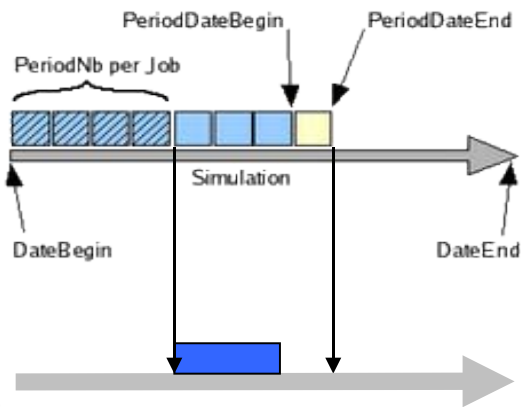 PeriodDateBegin
PeriodDateEnd
PeriodNb per Job
Simulation
DateBegin
DateEnd